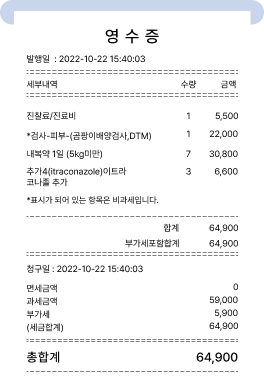 영 수 증
발행일 : 2022-10-22 15:40:03
세부내역 수량 금액
진찰료/진료비 1 5,500
*검사-피부-(곰팡이배양검사,DTM) 1 22,000
내복약 1일 (5kg미만) 7 30,800
추가4(itraconazole)이트라 3 6,600
코나졸 추가
*표시가 되어 있는 항목은 비과세입니다.
합계 64,900
부가세포함합계 64,900
청구일 : 2022-10-22 15:40:03
면세금액 0
과세금액 59,000
부가세 5,900
(세금합계) 64,900
총합계 64,900